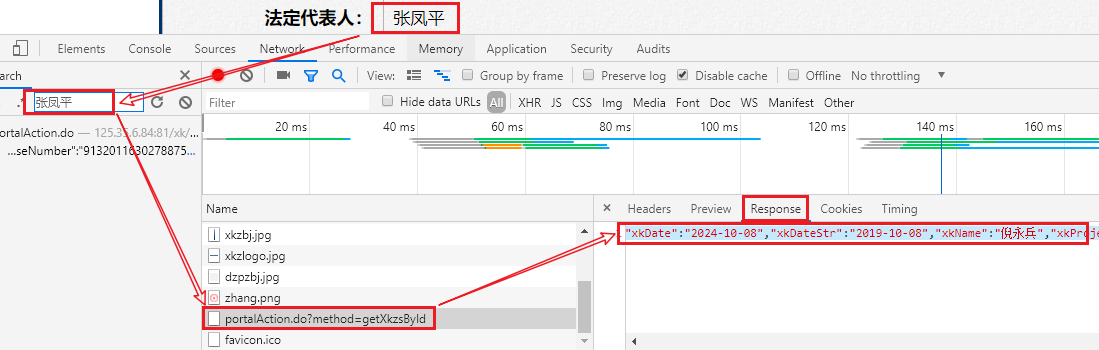 法定代表人： 张凤平
Elements Console Sources Network Performance Memory Application Security Audits
arch
View: Group by frame Preserve log Disable cache Offline No throttling
.* 张凤平
Filter Hide data URLs All XHR JS CSS Img Media Font Doc WS Manifest Other
ortalAction.do — 125.35.6.84:81/xk/...
...seNumber":"9132011630278875...
20 ms 40 ms 60 ms 80 ms 100 ms 120 ms 140 ms 160 ms
Name
Headers Preview Response Cookies Timing
xkzbj.jpg
"xkDate":"2024-10-08","xkDateStr":"2019-10-08","xkName":"倪永兵","xkProje
xkzlogo.jpg
dzpzbj.jpg
zhang.png
portalAction.do?method=getXkzsById
favicon.ico